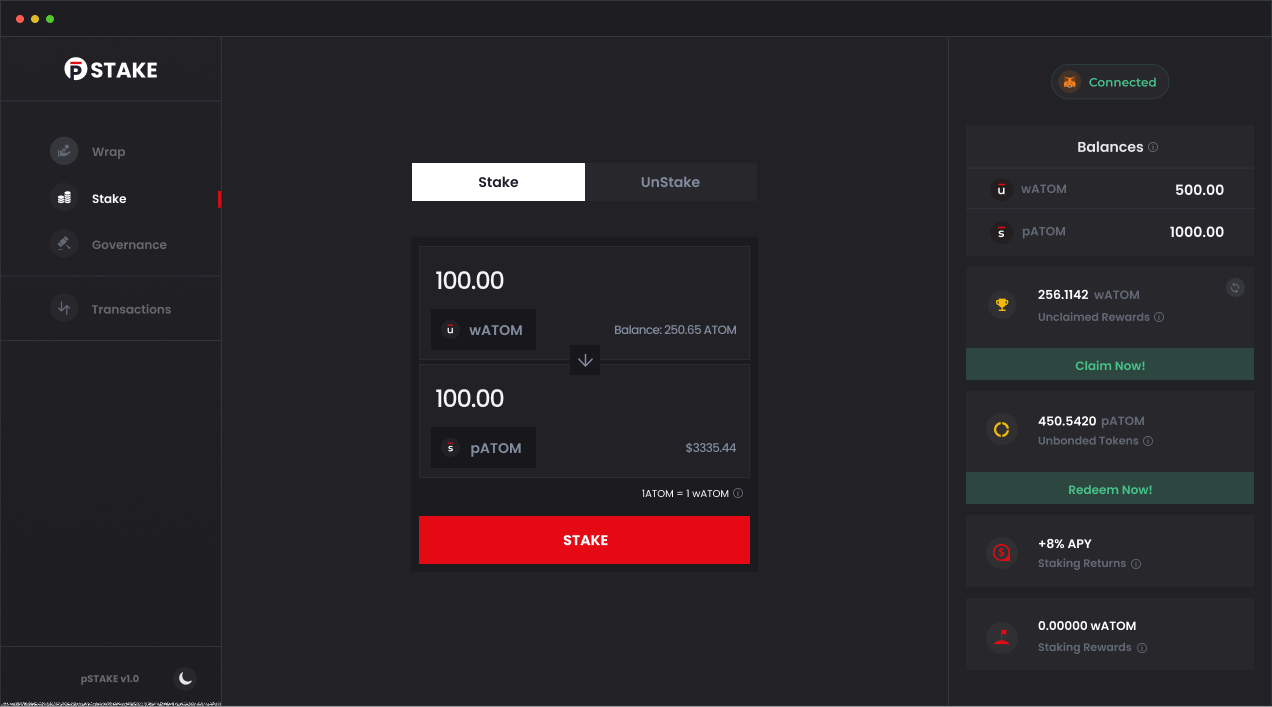 pSTAKE
Wrap
Stake
Governance
Transactions
pSTAKE v1.0
Stake
UnStake
100.00
u wATOM
Balance: 250.65 ATOM
100.00
s pATOM
$3335.44
1ATOM = 1 wATOM
STAKE
Connected
Balances
u wATOM 500.00
s pATOM 1000.00
256.1142 wATOM
Unclaimed Rewards
Claim Now!
450.5420 pATOM
Unbonded Tokens
Redeem Now!
+8% APY
Staking Returns
0.00000 wATOM
Staking Rewards